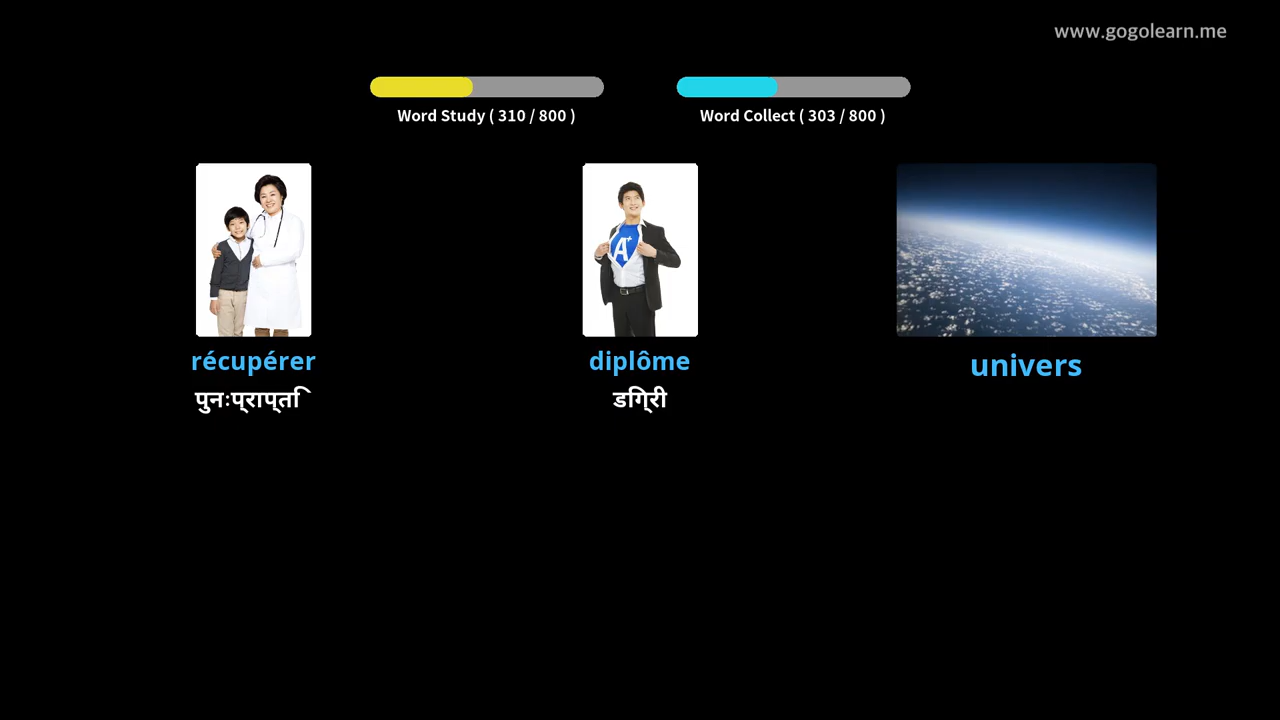 www.gogolearn.me
Word Study ( 310 / 800 )
Word Collect ( 303 / 800 )
A+
récupérer
diplôme
univers
पुनःप्राप्ति
डिग्री